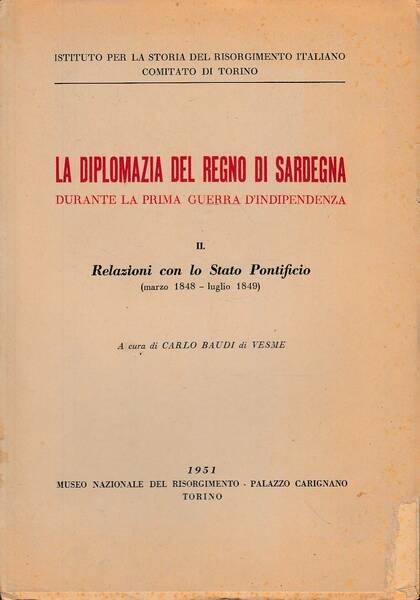 ISTITUTO PER LA STORIA DEL RISORGIMENTO ITALIANO
COMITATO DI TORINO
LA DIPLOMAZIA DEL REGNO DI SARDEGNA
DURANTE LA PRIMA GUERRA D'INDIPENDENZA
II.
Relazioni con lo Stato Pontificio
(marzo 1848 - luglio 1849)
A cura di CARLO BAUDI di VESME
1951
MUSEO NAZIONALE DEL RISORGIMENTO - PALAZZO CARIGNANO
TORINO